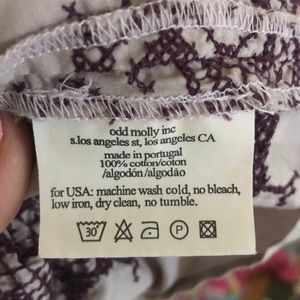 odd molly inc
s.los angeles st, los angeles CA
made in portugal
100% cotton/coton
/algodón/algodão
for USA: machine wash cold, no bleach,
low iron, dry clean, no tumble.
30° P